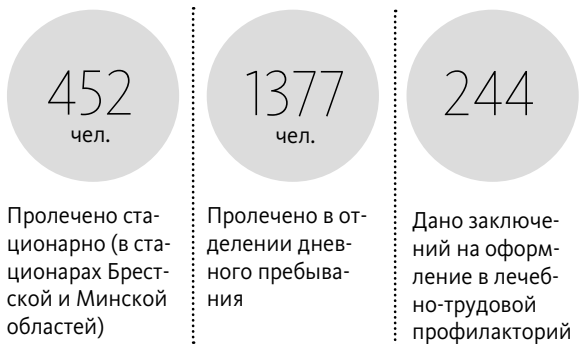 452
чел.
Пролечено ста-
ционарно (в ста-
ционарах Брест-
ской и Минской
областей)
1377
чел.
Пролечено в от-
делении днев-
ного пребыва-
ния
244
Дано заключе-
ний на оформ-
ление в лечеб-
но-трудовой
профилакторий